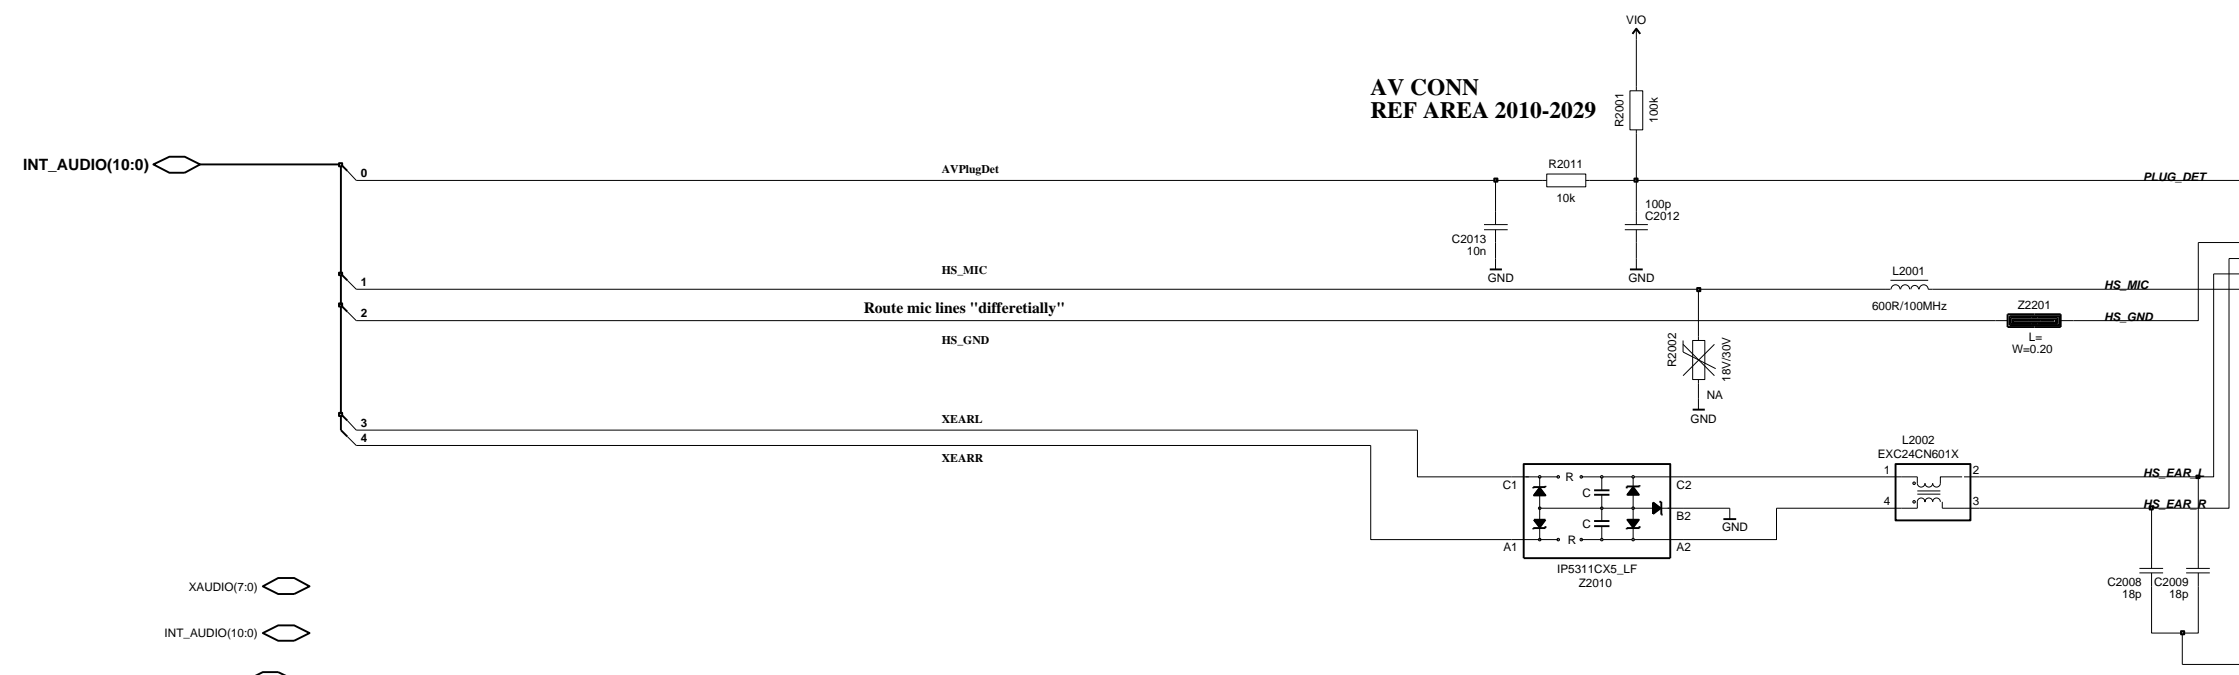 VIO
AV CONN
REF AREA 2010-2029
R2001
100k
INT_AUDIO(10:0)
0
AVPlugDet
R2011
10k
PLUG_DET
100p
C2012
C2013
10n
GND
GND
1
HS_MIC
L2001
600R/100MHz
HS_MIC
2
Route mic lines "differetially"
HS_GND
Z2201
L=
W=0.20
HS_GND
R2002
18V/30V
NA
GND
3
XEARL
4
XEARR
L2002
EXC24CN601X
C1
R
C2
1
2
HS_EAR_L
C
B2
GND
4
3
HS_EAR_R
C
A1
R
A2
IP5311CX5_LF
Z2010
C2008
18p
C2009
18p
XAUDIO(7:0)
INT_AUDIO(10:0)